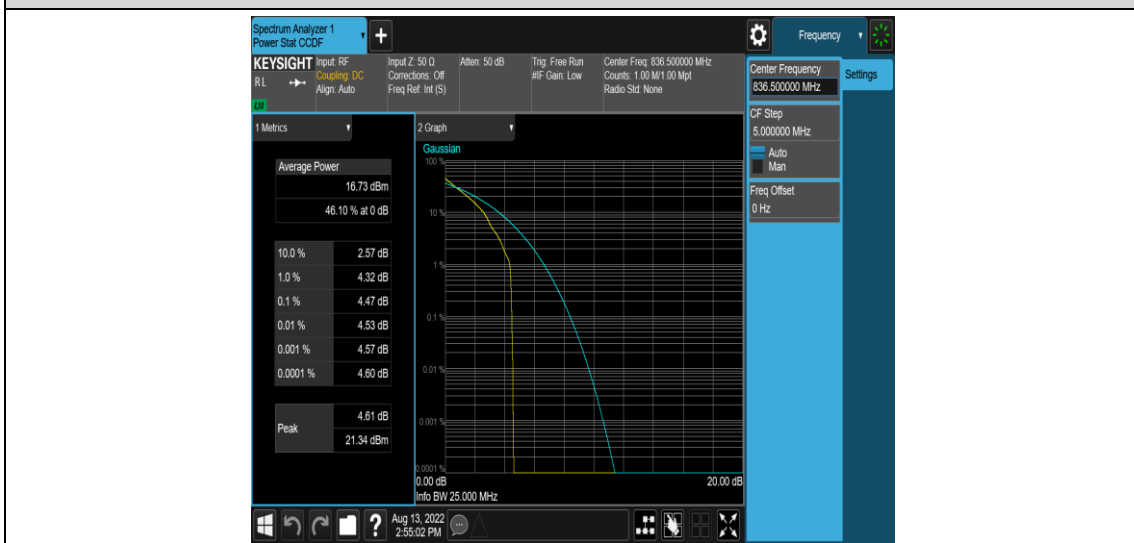 Spectrum Analyzer 1
Power Stat CCDF
+
Frequency
KEYSIGHT
RL
LW
Input: RF
Coupling: DC
Align: Auto
Input Z: 50 Ω
Corrections: Off
Freq Ref: Int (S)
Atten: 50 dB
Trig: Free Run
#IF Gain: Low
Center Freq: 836.500000 MHz
Counts: 1.00 M/1.00 Mpt
Radio Std: None
Center Frequency
836.500000 MHz
Settings
CF Step
5.000000 MHz
Auto
Man
Freq Offset
0 Hz
1 Metrics
Average Power
16.73 dBm
46.10 % at 0 dB
10.0 % 2.57 dB
1.0 % 4.32 dB
0.1 % 4.47 dB
0.01 % 4.53 dB
0.001 % 4.57 dB
0.0001 % 4.60 dB
Peak
4.61 dB
21.34 dBm
2 Graph
Gaussian
100 %
10 %
1 %
0.1 %
0.01 %
0.001 %
0.0001 %
0.00 dB 20.00 dB
Info BW 25.000 MHz
?
Aug 13, 2022
2:55:02 PM